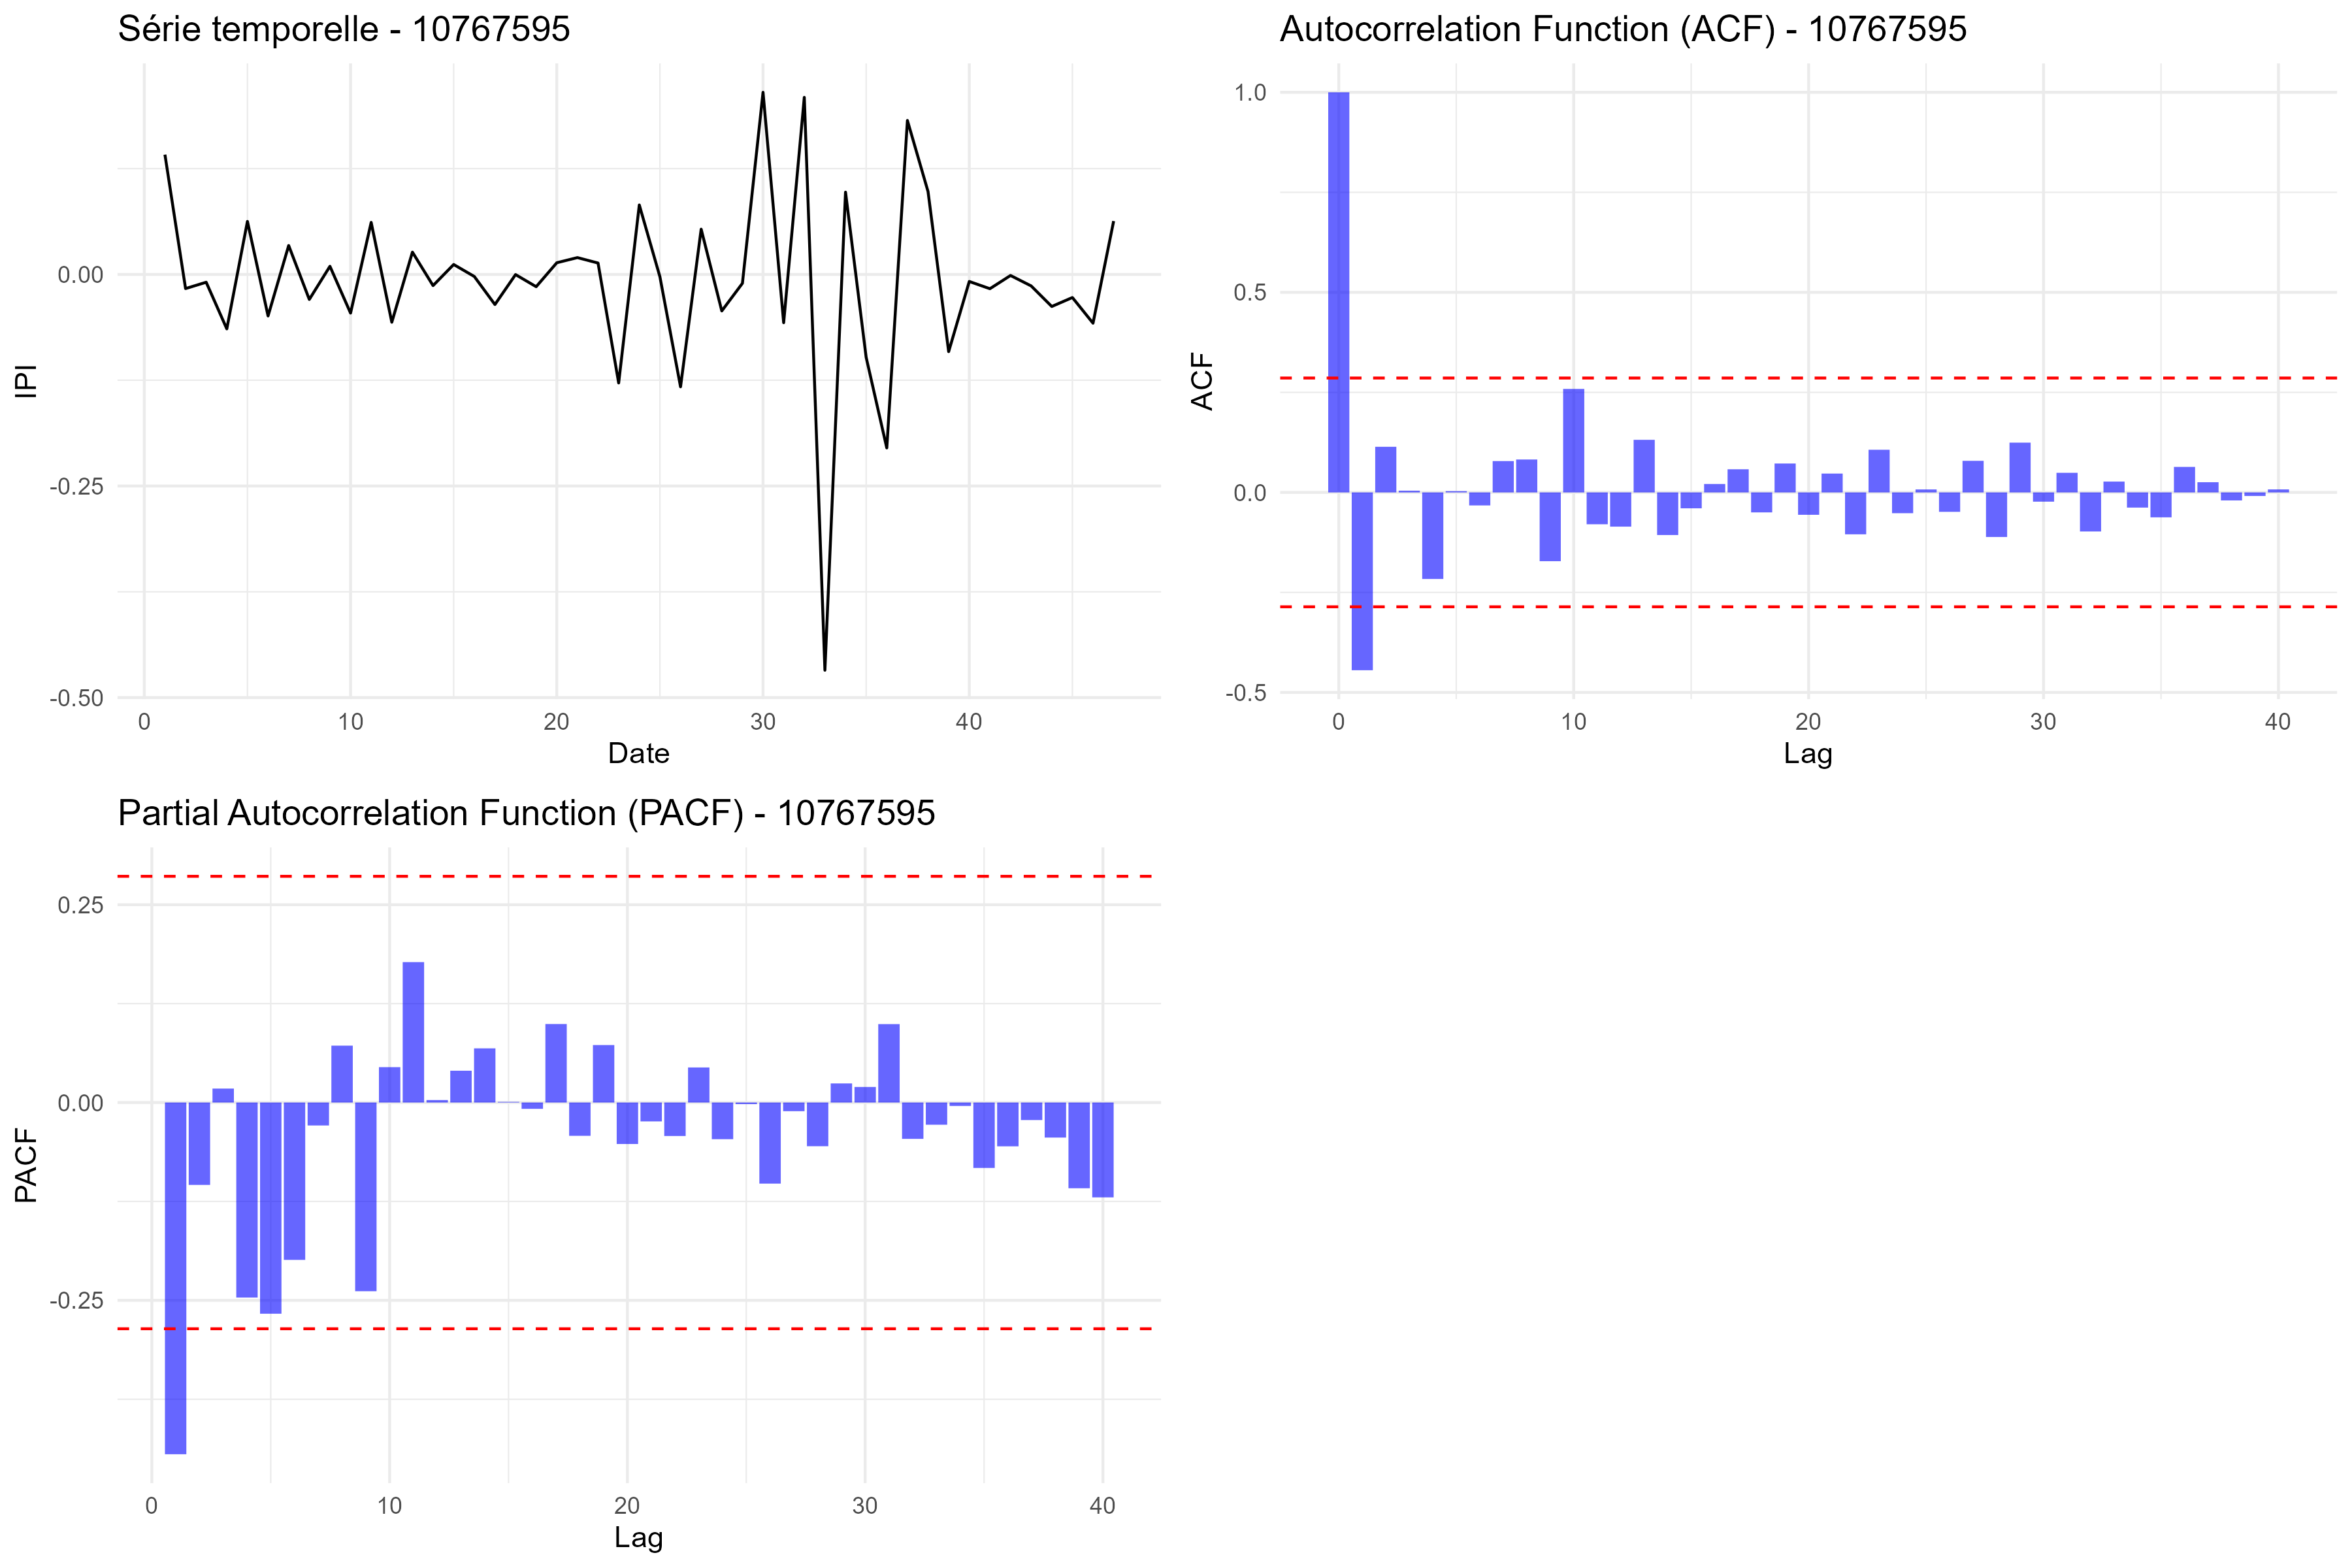 Série temporelle - 10767595
IPI
0.00
-0.25
-0.50
0 10 20 30 40
Date
Autocorrelation Function (ACF) - 10767595
ACF
1.0
0.5
0.0
-0.5
0 10 20 30 40
Lag
Partial Autocorrelation Function (PACF) - 10767595
PACF
0.25
0.00
-0.25
0 10 20 30 40
Lag